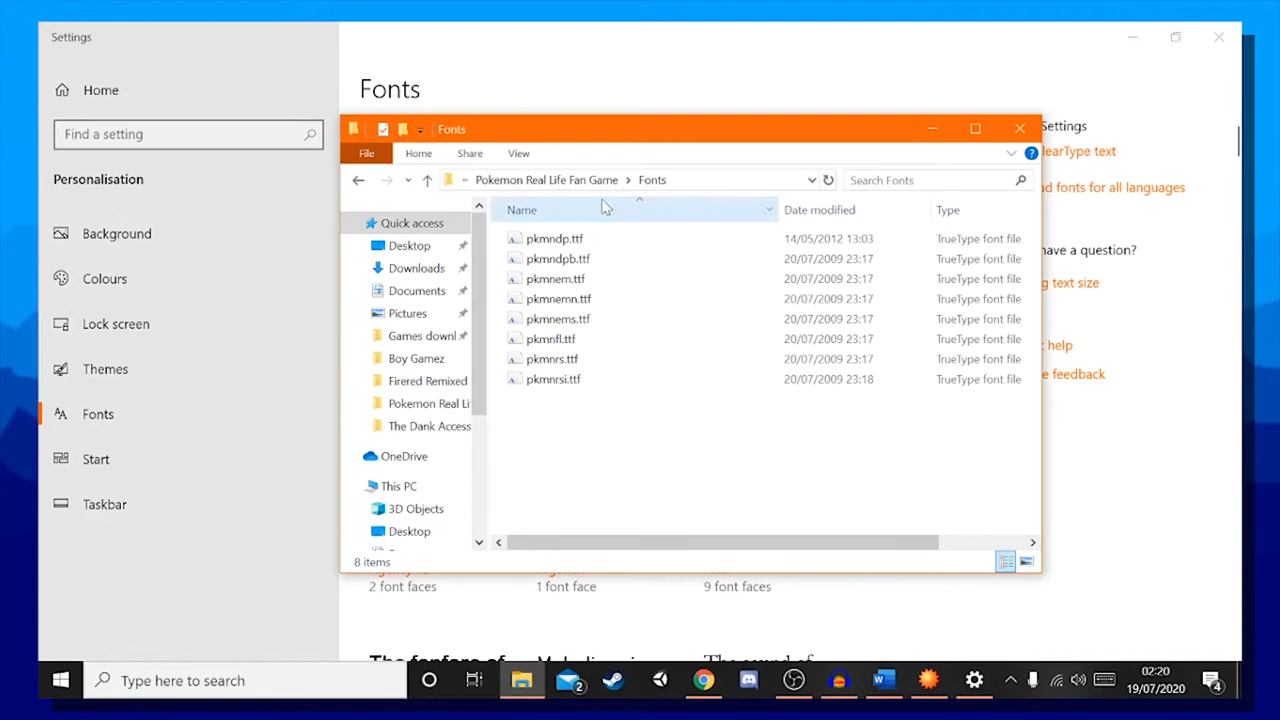 Settings
Home
Find a setting
Personalisation
Background
Colours
Lock screen
Themes
Fonts
Start
Taskbar
Fonts
Settings
learType text
d fonts for all languages
ave a question?
g text size
help
e feedback
Fonts
File Home Share View
« Pokemon Real Life Fan Game > Fonts
Search Fonts
Quick access
Desktop
Downloads
Documents
Pictures
Games downl
Boy Gamez
Firered Remixed
Pokemon Real Li
The Dank Access
OneDrive
This PC
3D Objects
Desktop
Name Date modified Type
pkmndp.ttf 14/05/2012 13:03 TrueType font file
pkmndpb.ttf 20/07/2009 23:17 TrueType font file
pkmnem.ttf 20/07/2009 23:17 TrueType font file
pkmnemn.ttf 20/07/2009 23:17 TrueType font file
pkmnems.ttf 20/07/2009 23:17 TrueType font file
pkmnfl.ttf 20/07/2009 23:17 TrueType font file
pkmnrs.ttf 20/07/2009 23:17 TrueType font file
pkmnrsi.ttf 20/07/2009 23:18 TrueType font file
8 items
2 font faces 1 font face 9 font faces
The fanfare of The sound of
Type here to search
2
02:20
19/07/2020
4